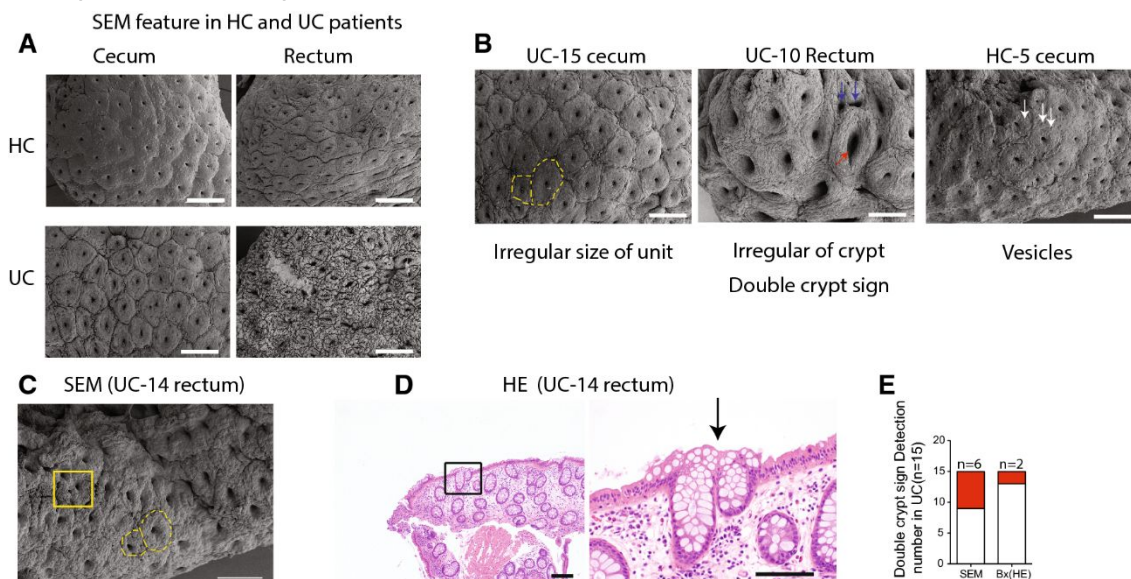 SEM feature in HC and UC patients
A
Cecum
Rectum
HC
UC
B
UC-15 cecum
UC-10 Rectum
HC-5 cecum
Irregular size of unit
Irregular of crypt
Double crypt sign
Vesicles
C
SEM (UC-14 rectum)
D
HE (UC-14 rectum)
E
Double crypt sign Detection
number in UC(n=15)
20
15
10
5
0
n=6
n=2
SEM
Bx(HE)